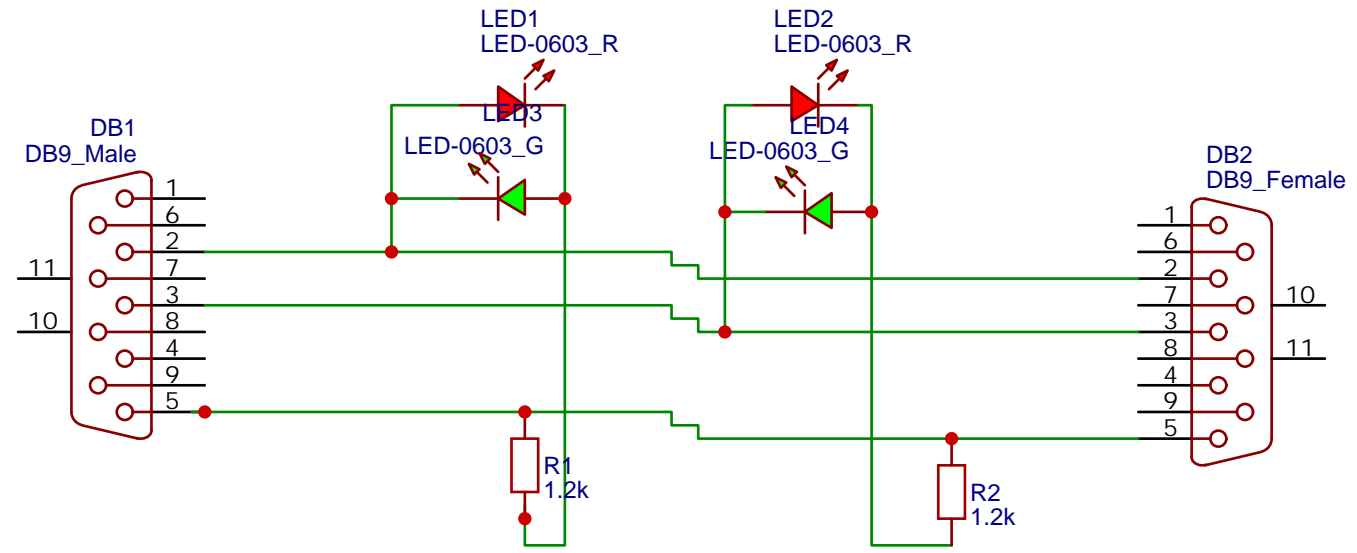 LED1
LED-0603_R
LED2
LED-0603_R
LED3
LED-0603_G
LED4
LED-0603_G
DB1
DB9_Male
1
6
2
7
3
8
4
9
5
11
10
DB2
DB9_Female
1
6
2
7
3
8
4
9
5
10
11
R1
1.2k
R2
1.2k